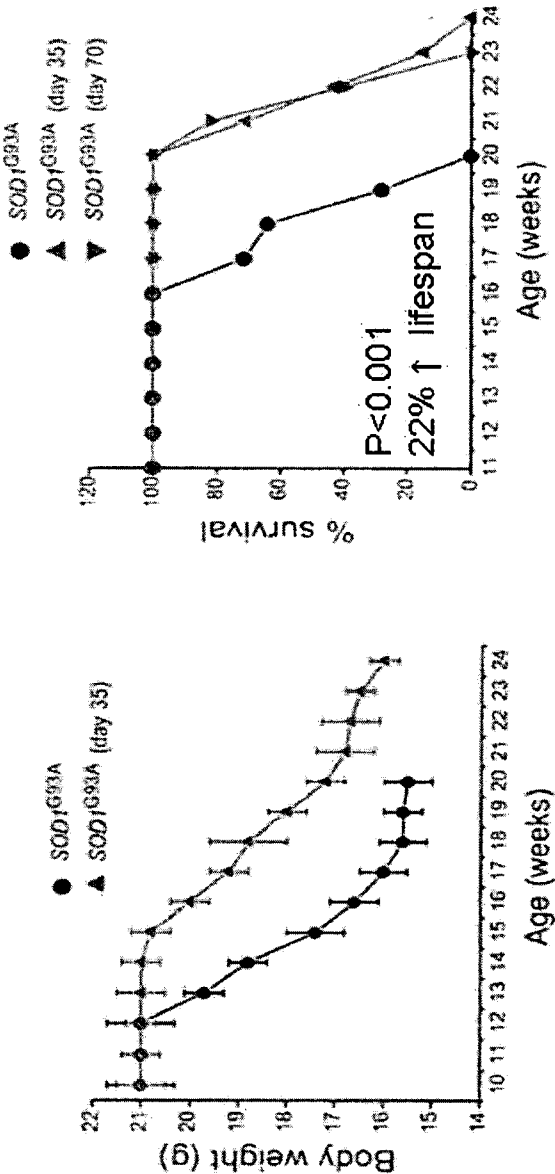 SOD1G93A
SOD1G93A (day 35)
22
21
20
19
18
17
16
15
14
Body weight (g)
10 11 12 13 14 15 16 17 18 19 20 21 22 23 24
Age (weeks)
SOD1G93A
SOD1G93A (day 35)
SOD1G93A (day 70)
120
100
80
60
40
20
0
% survival
P<0.001
22% ↑ lifespan
11 12 13 14 15 16 17 18 19 20 21 22 23 24
Age (weeks)